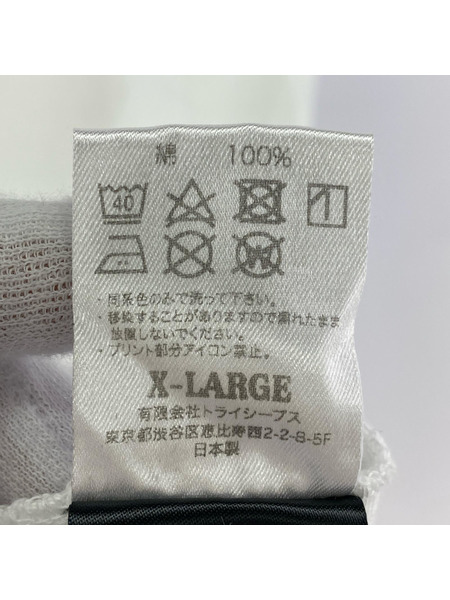 綿 100%
40
W
・同系色のみで洗って下さい。
・移染することがありますので濡れたまま
放置しないでください。
・プリント部分アイロン禁止。
X-LARGE
有限会社トライシープス
東京都渋谷区恵比寿西2-2-8-5F
日本製